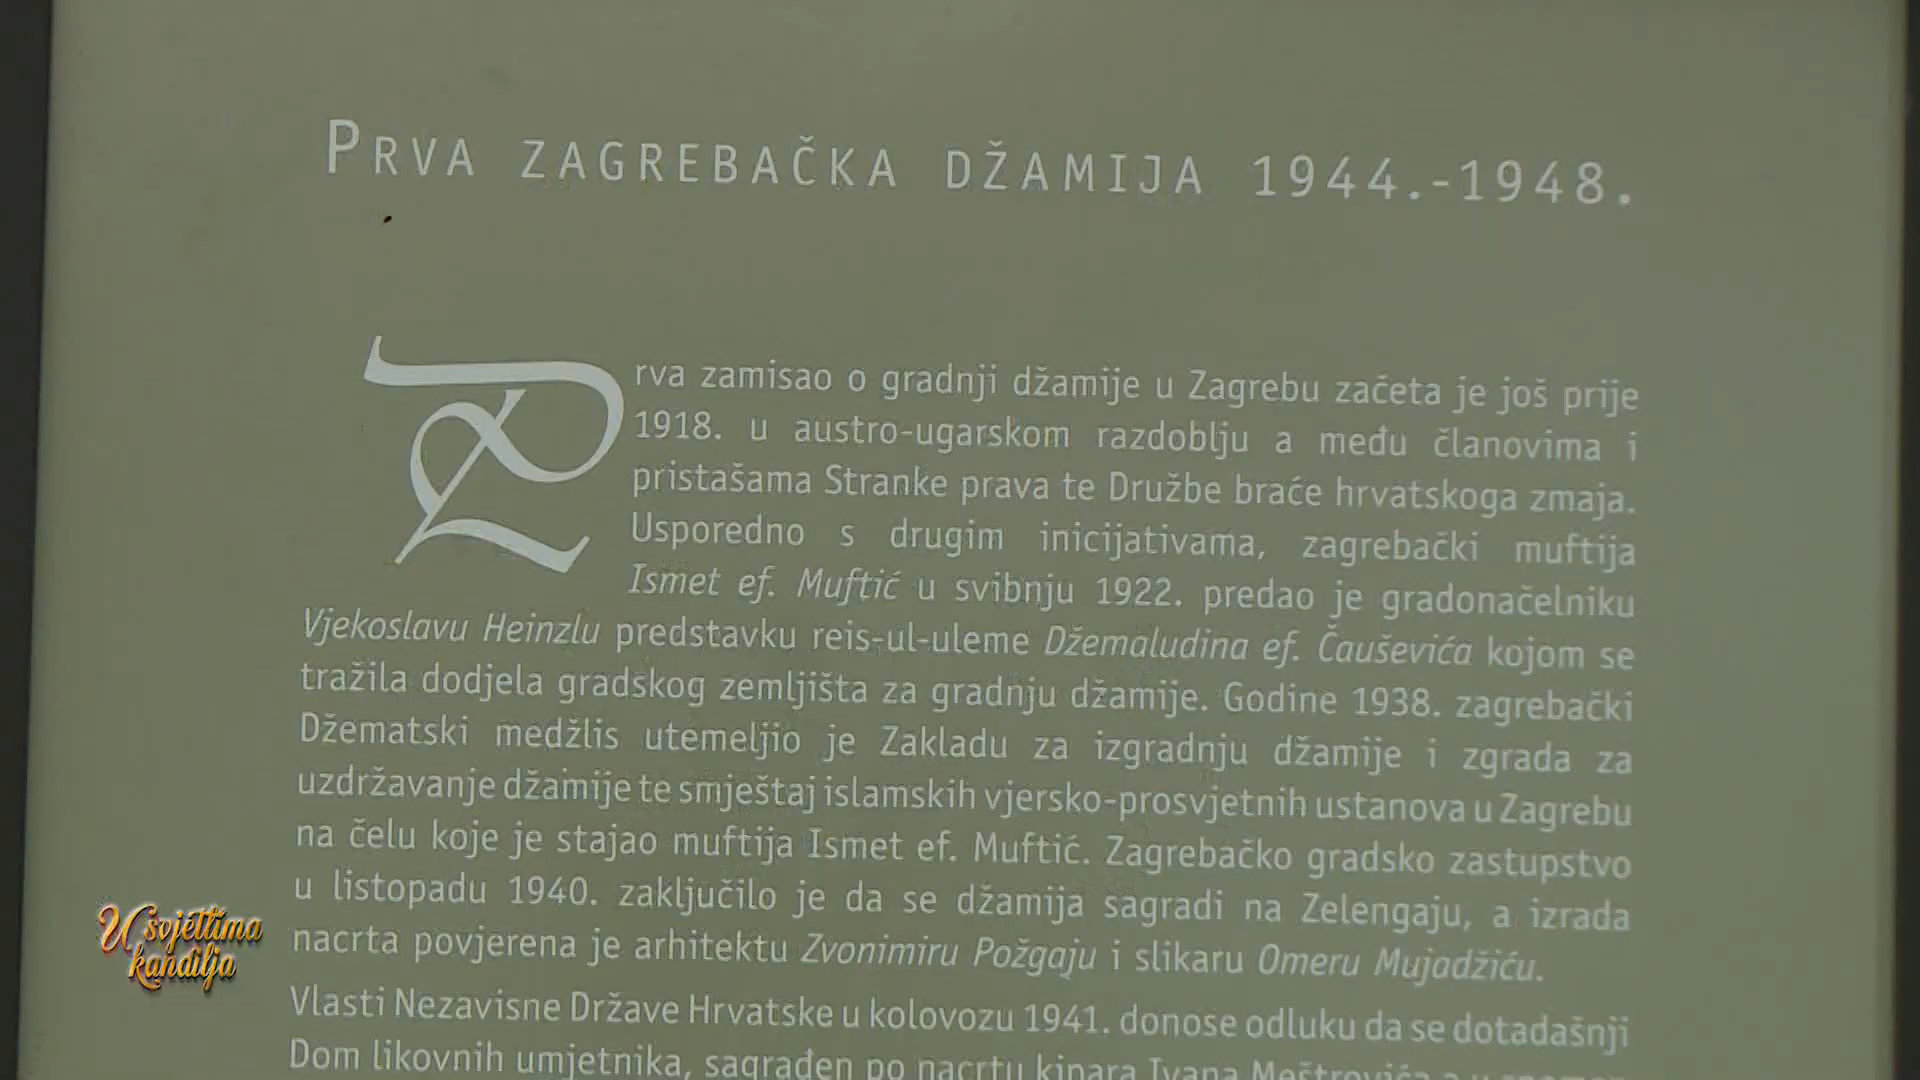 PRVA ZAGREBAČKA DŽAMIJA 1944.-1948.
Prva zamisao o gradnji džamije u Zagrebu začeta je još prije
1918. u austro-ugarskom razdoblju a među članovima i
pristašama Stranke prava te Družbe braće hrvatskoga zmaja.
Usporedno s drugim inicijativama, zagrebački muftija
Ismet ef. Muftić u svibnju 1922. predao je gradonačelniku
Vjekoslavu Heinzlu predstavku reis-ul-uleme Džemaludina ef. Čauševića kojom se
tražila dodjela gradskog zemljišta za gradnju džamije. Godine 1938. zagrebački
Džematski medžlis utemeljio je Zakladu za izgradnju džamije i zgrada za
uzdržavanje džamije te smještaj islamskih vjersko-prosvjetnih ustanova u Zagrebu
na čelu koje je stajao muftija Ismet ef. Muftić. Zagrebačko gradsko zastupstvo
u listopadu 1940. zaključilo je da se džamija sagradi na Zelengaju, a izrada
nacrta povjerena je arhitektu Zvonimiru Požgaju i slikaru Omeru Mujadžiću.
Vlasti Nezavisne Države Hrvatske u kolovozu 1941. donose odluku da se dotadašnji
Dom likovnih umjetnika, sagrađen po nacrtu kipara Ivana Meštrovića a u
U svjetlima
kandilja